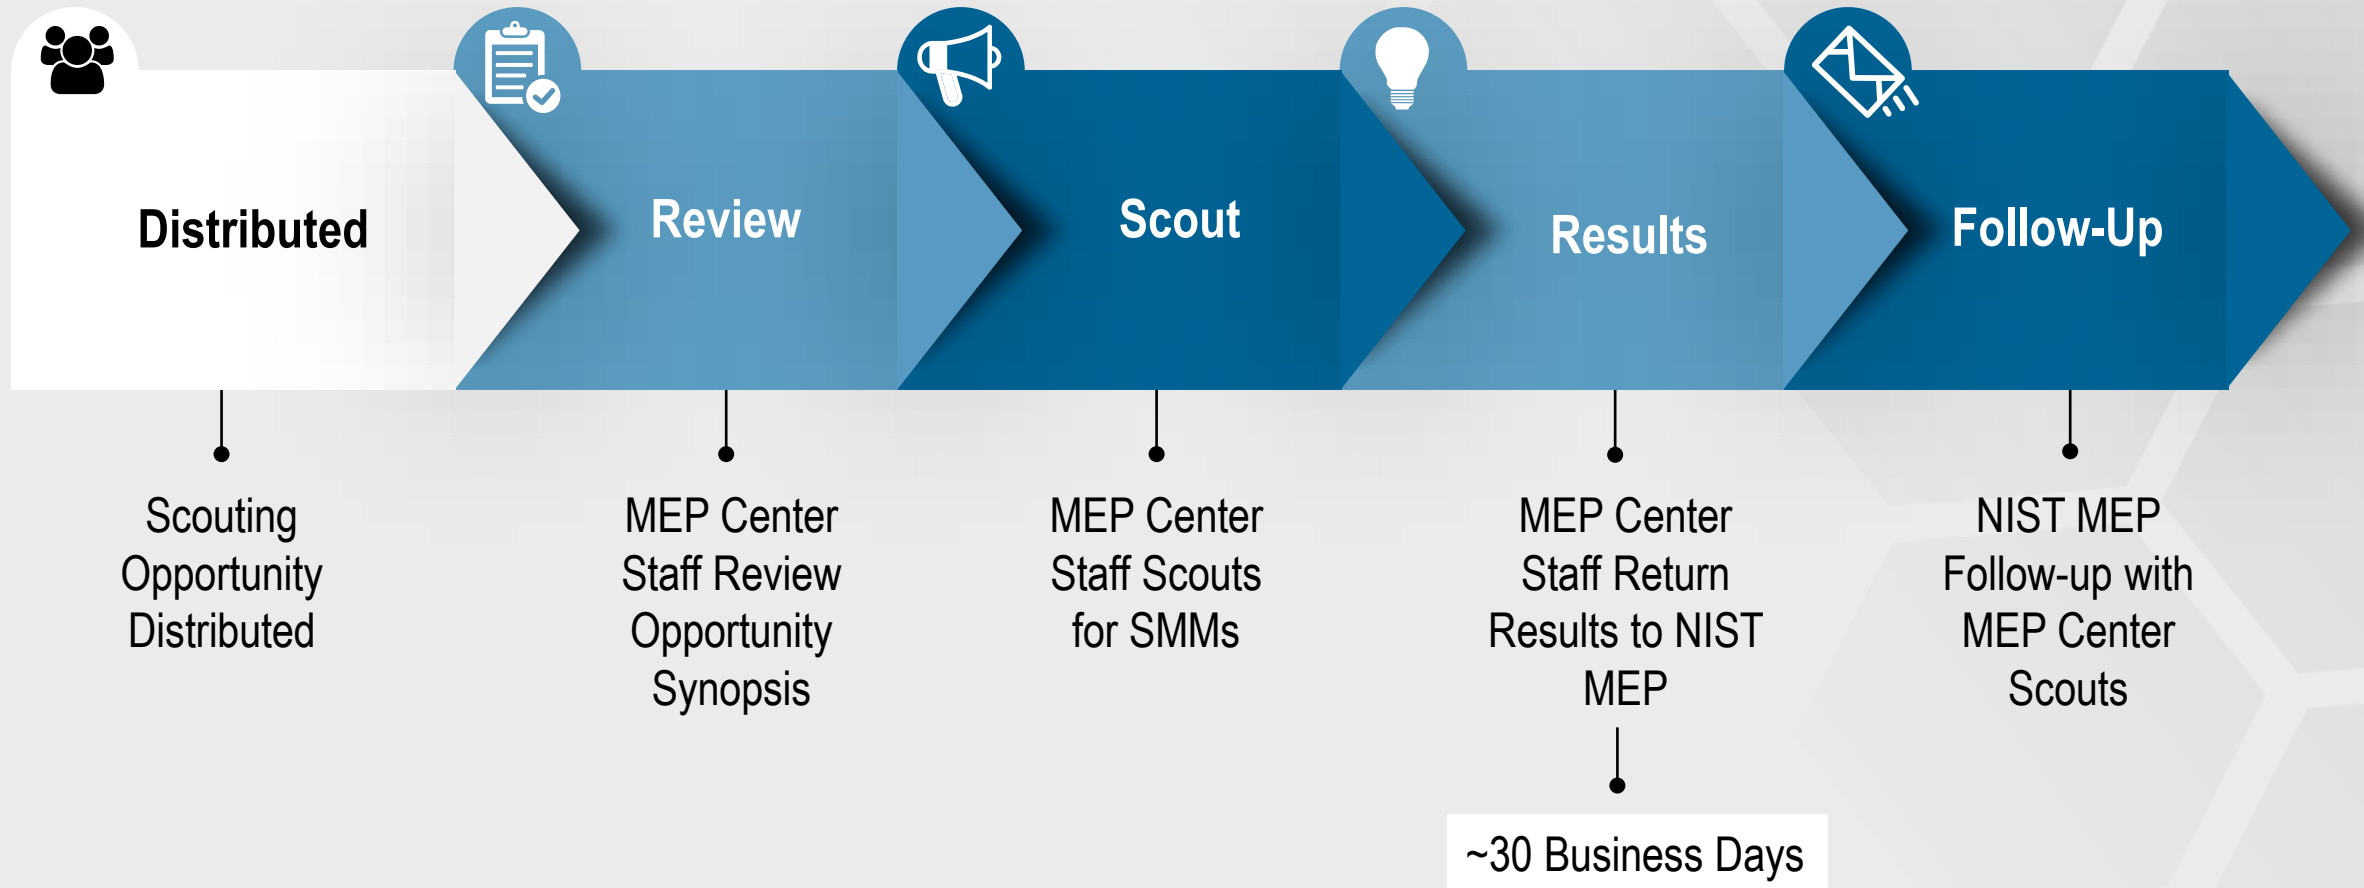 Distributed
Review
Scout
Results
Follow-Up
Scouting
Opportunity
Distributed
MEP Center
Staff Review
Opportunity
Synopsis
MEP Center
Staff Scouts
for SMMs
MEP Center
Staff Return
Results to NIST
MEP
~30 Business Days
NIST MEP
Follow-up with
MEP Center
Scouts